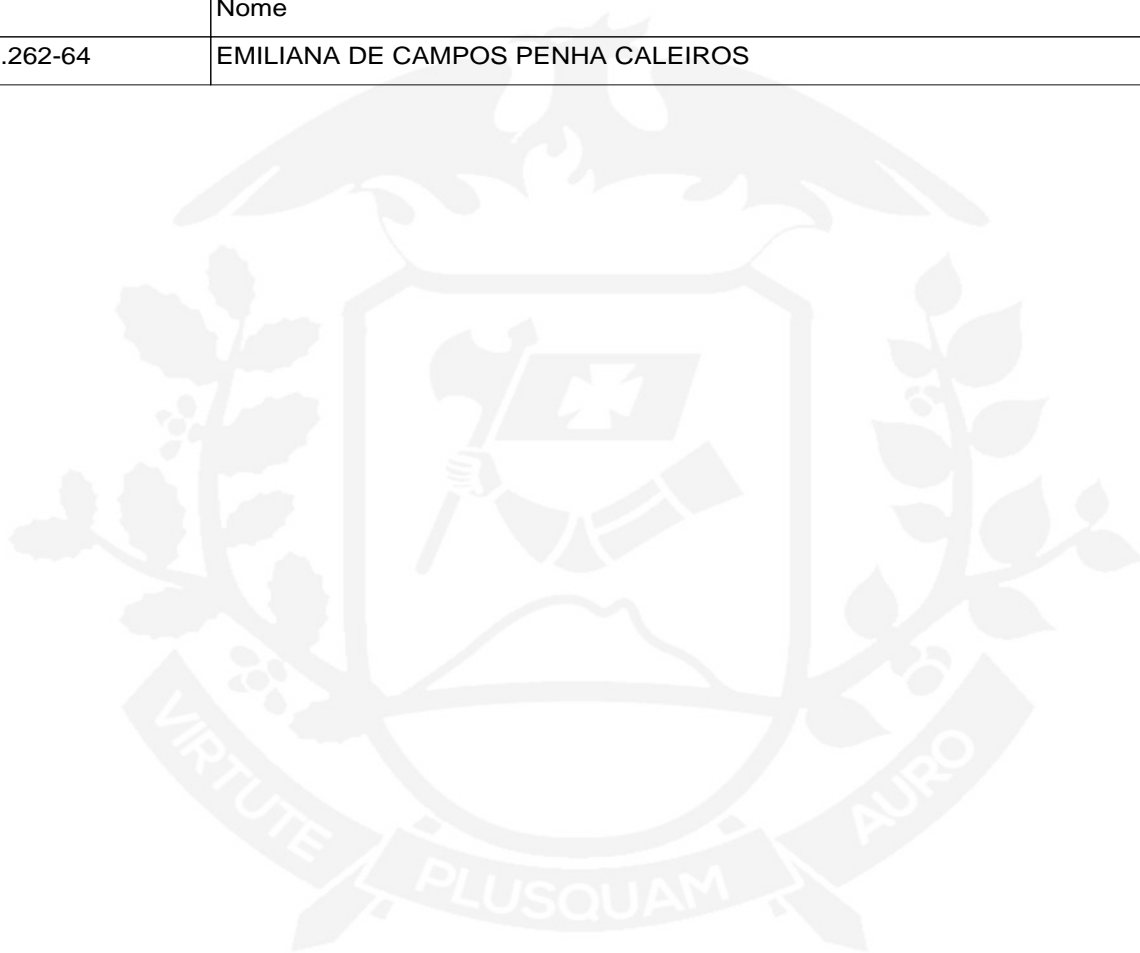 Nome
.262-64 EMILIANA DE CAMPOS PENHA CALEIROS
VIRTUTE PLUSQUAM AURO